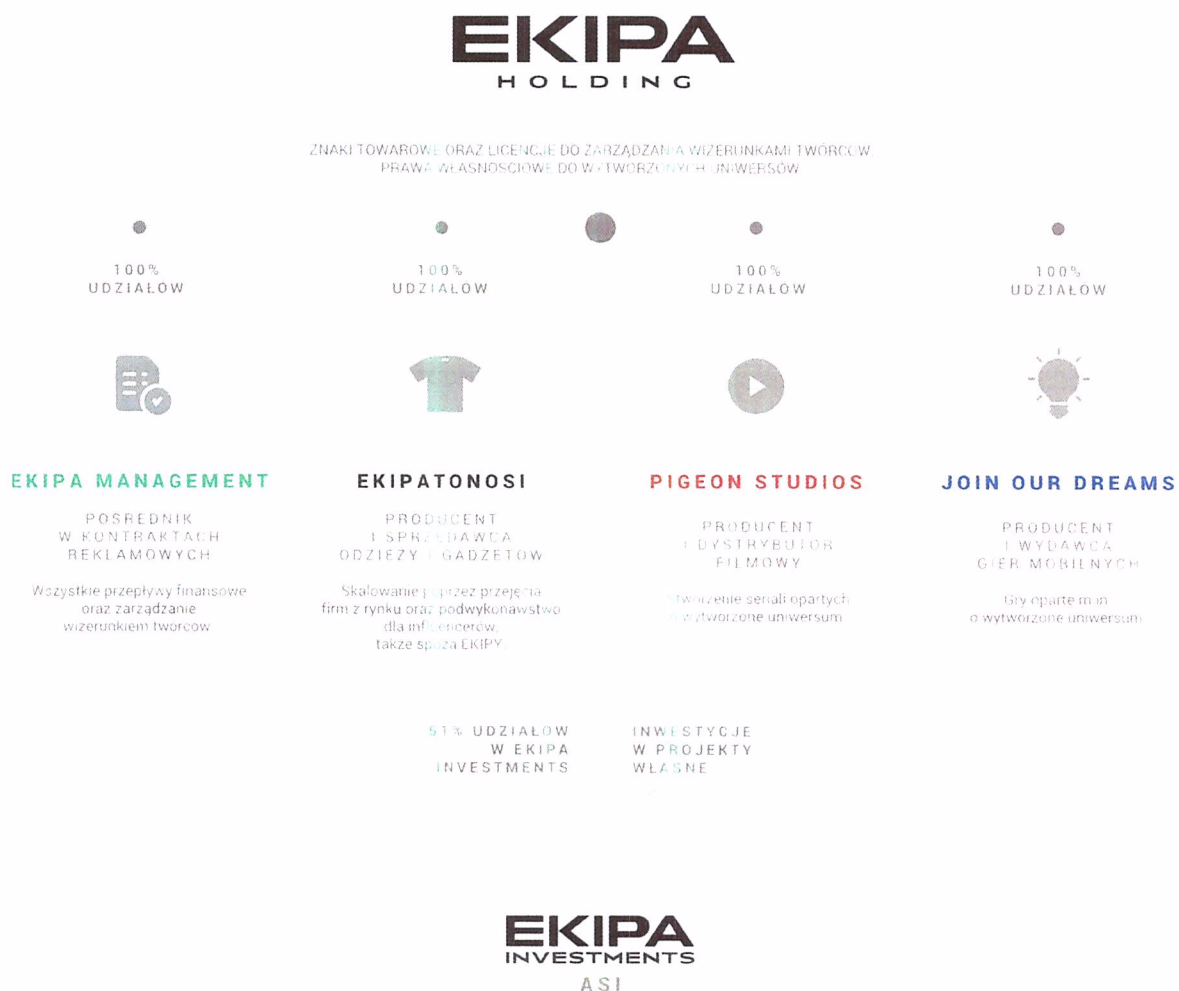 EKIPA
HOLDING
ZNAKI TOWAROWE ORAZ LICENCJE DO ZARZĄDZANIA WIZERUNKAMI TWÓRCÓW
PRAWA WŁASNOŚCIOWE DO WYTWORZONYCH UNIWERSÓW
100%
UDZIAŁÓW
100%
UDZIAŁÓW
100%
UDZIAŁÓW
100%
UDZIAŁÓW
EKIPA MANAGEMENT
POŚREDNIK
W KONTRAKTACH
REKLAMOWYCH
Wszystkie przepływy finansowe
oraz zarządzanie
wizerunkiem twórców
EKIPATONOSI
PRODUCENT
I SPRZEDAWCA
ODZIEŻY I GADŻETÓW
Skalowanie poprzez przejęcia
firm z rynku oraz podwykonawstwo
dla influencerów,
także spoza EKIPY.
PIGEON STUDIOS
PRODUCENT
I DYSTRYBUTOR
FILMOWY
Stworzenie seriali opartych
o wytworzone uniwersum
JOIN OUR DREAMS
PRODUCENT
I WYDAWCA
GIER MOBILNYCH
Gry oparte m.in
o wytworzone uniwersum
51% UDZIAŁÓW
W EKIPA
INVESTMENTS
INWESTYCJE
W PROJEKTY
WŁASNE
EKIPA
INVESTMENTS
ASI